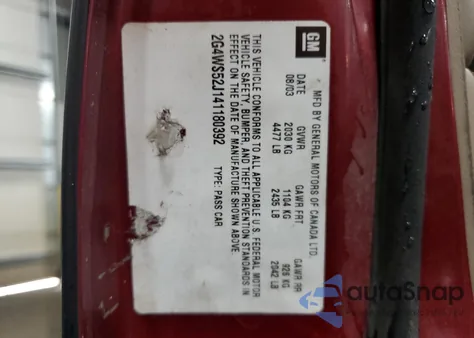 GM
MFD BY GENERAL MOTORS OF CANADA LTD.
DATE GVWR GAWR FRT GAWR RR
08/03 2030 KG 1104 KG 926 KG
4477 LB 2435 LB 2042 LB
THIS VEHICLE CONFORMS TO ALL APPLICABLE U.S. FEDERAL MOTOR
VEHICLE SAFETY, BUMPER, AND THEFT PREVENTION STANDARDS IN
EFFECT ON THE DATE OF MANUFACTURE SHOWN ABOVE.
2G4WS52J141180392 TYPE: PASS CAR
autoSnap